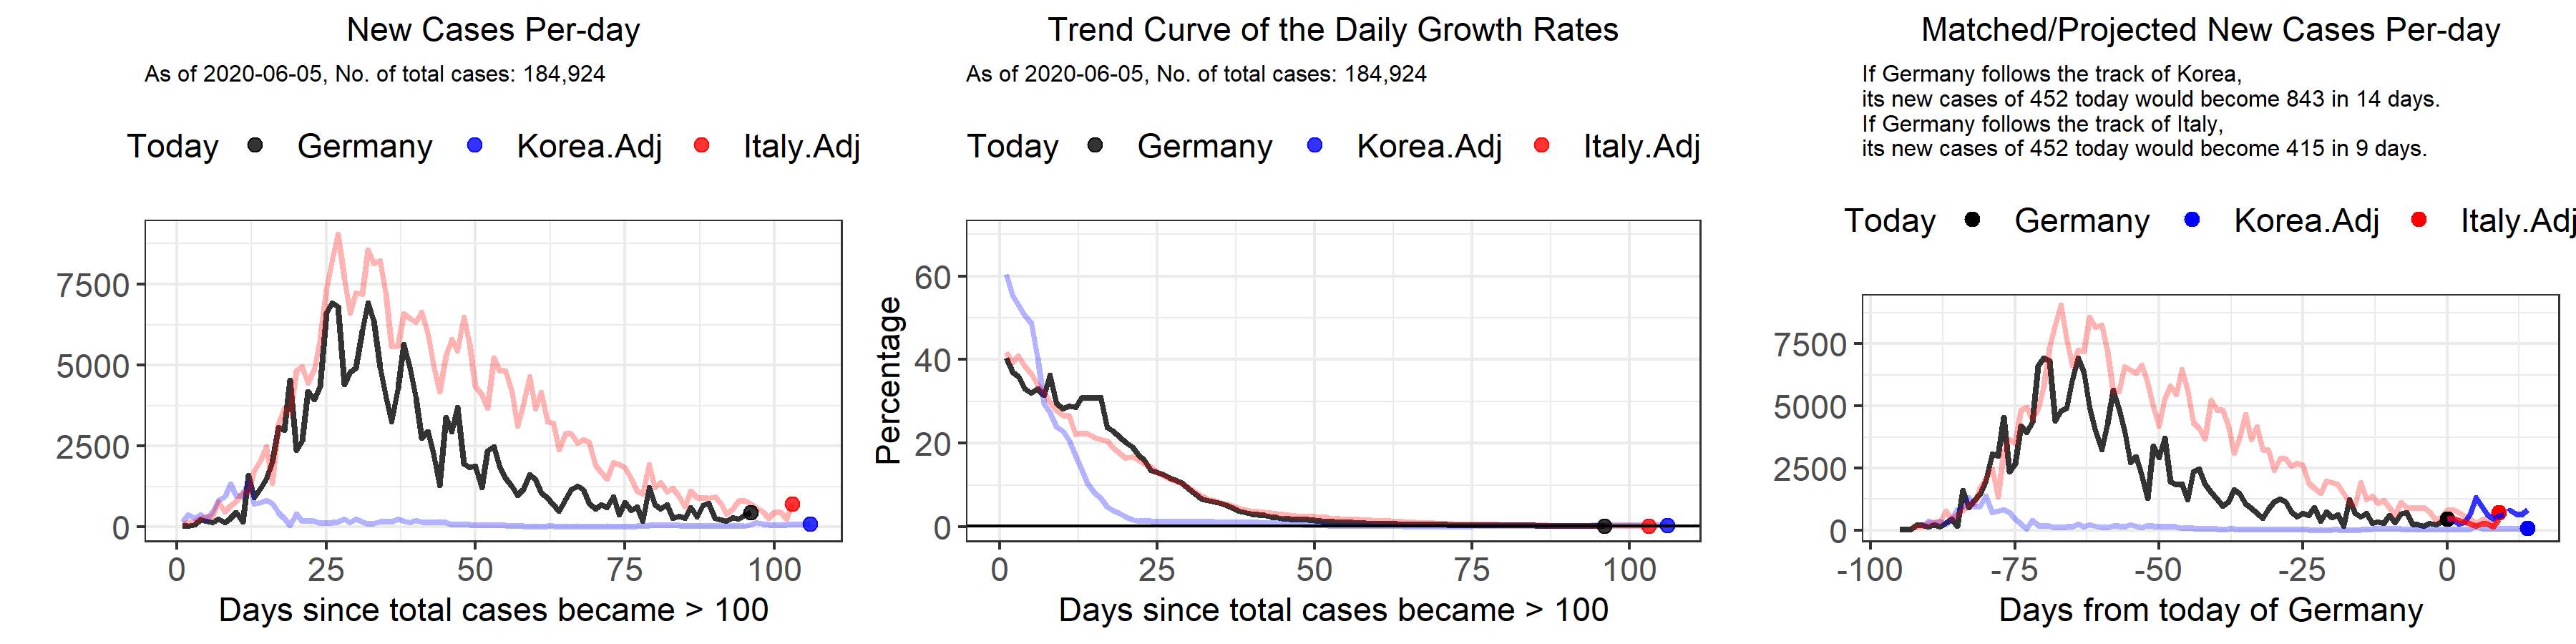 New Cases Per-day
As of 2020-06-05, No. of total cases: 184,924
Today Germany Korea.Adj Italy.Adj
7500
5000
2500
0
0 25 50 75 100
Days since total cases became > 100
Trend Curve of the Daily Growth Rates
As of 2020-06-05, No. of total cases: 184,924
Today Germany Korea.Adj Italy.Adj
Percentage
60
40
20
0
0 25 50 75 100
Days since total cases became > 100
Matched/Projected New Cases Per-day
If Germany follows the track of Korea,
its new cases of 452 today would become 843 in 14 days.
If Germany follows the track of Italy,
its new cases of 452 today would become 415 in 9 days.
Today Germany Korea.Adj Italy.Adj
7500
5000
2500
0
-100 -75 -50 -25 0
Days from today of Germany